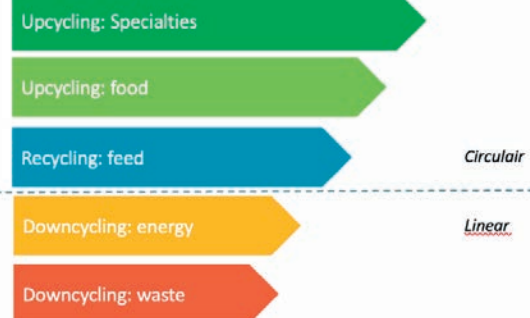 Upcycling: Specialties
Upcycling: food
Recycling: feed
Circulair
Downcycling: energy
Linear
Downcycling: waste